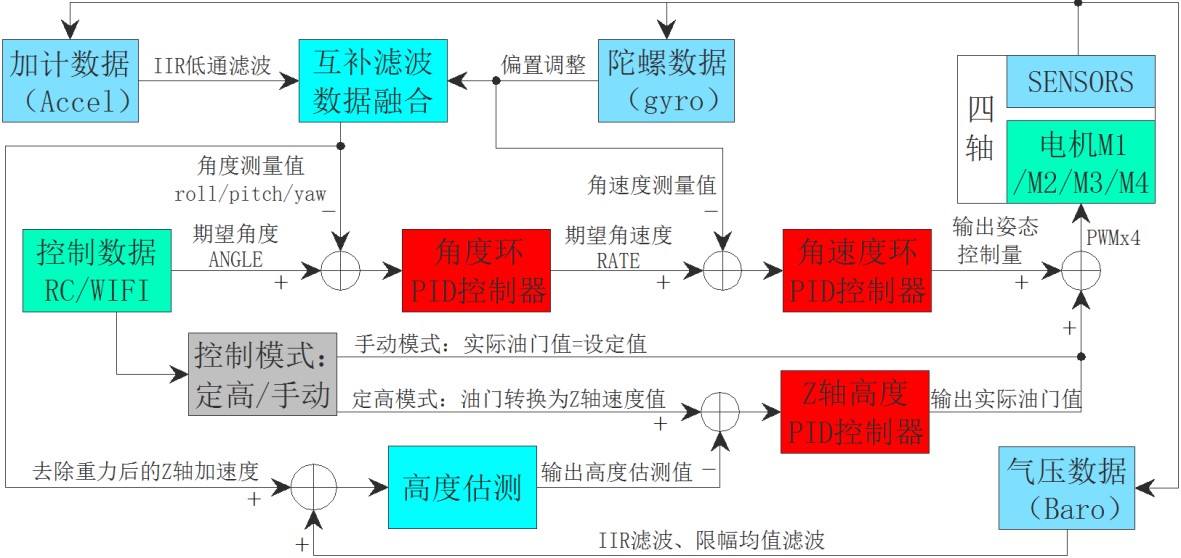 加计数据
（Accel）
IIR低通滤波
互补滤波
数据融合
偏置调整
陀螺数据
（gyro）
四
轴
SENSORS
电机M1
/M2/M3/M4
角度测量值
roll/pitch/yaw
−
角速度测量值
−
控制数据
RC/WIFI
期望角度
ANGLE
+
角度环
PID控制器
期望角速度
RATE
+
角速度环
PID控制器
输出姿态
控制量
+
PWMx4
+
控制模式：
定高/手动
手动模式：实际油门值=设定值
定高模式：油门转换为Z轴速度值
+
Z轴高度
PID控制器
输出实际油门值
去除重力后的Z轴加速度
+
高度估测
输出高度估测值
−
气压数据
（Baro）
+
IIR滤波、限幅均值滤波